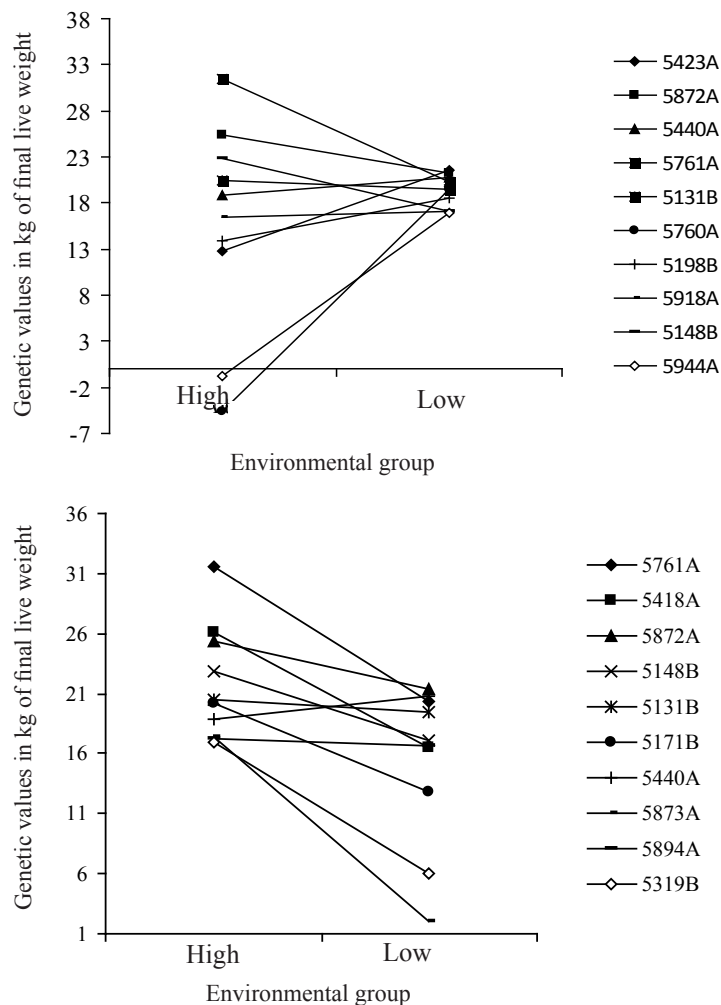 Genetic values in kg of final live weight
38
33
28
23
18
13
8
3
-2
-7
High
Low
Environmental group
5423A
5872A
5440A
5761A
5131B
5760A
5198B
5918A
5148B
5944A
Genetic values in kg of final live weight
36
31
26
21
16
11
6
1
High
Low
Environmental group
5761A
5418A
5872A
5148B
5131B
5171B
5440A
5873A
5894A
5319B